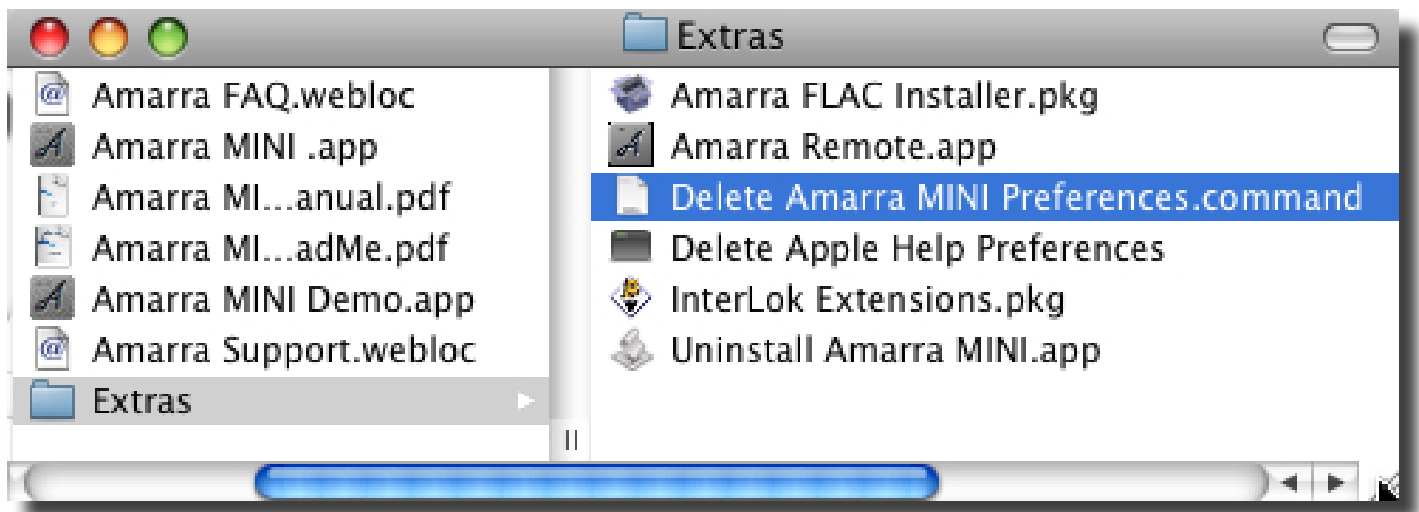 Extras
Amarra FAQ.webloc
Amarra MINI .app
Amarra MI...anual.pdf
Amarra MI...adMe.pdf
Amarra MINI Demo.app
Amarra Support.webloc
Extras
Amarra FLAC Installer.pkg
Amarra Remote.app
Delete Amarra MINI Preferences.command
Delete Apple Help Preferences
InterLok Extensions.pkg
Uninstall Amarra MINI.app